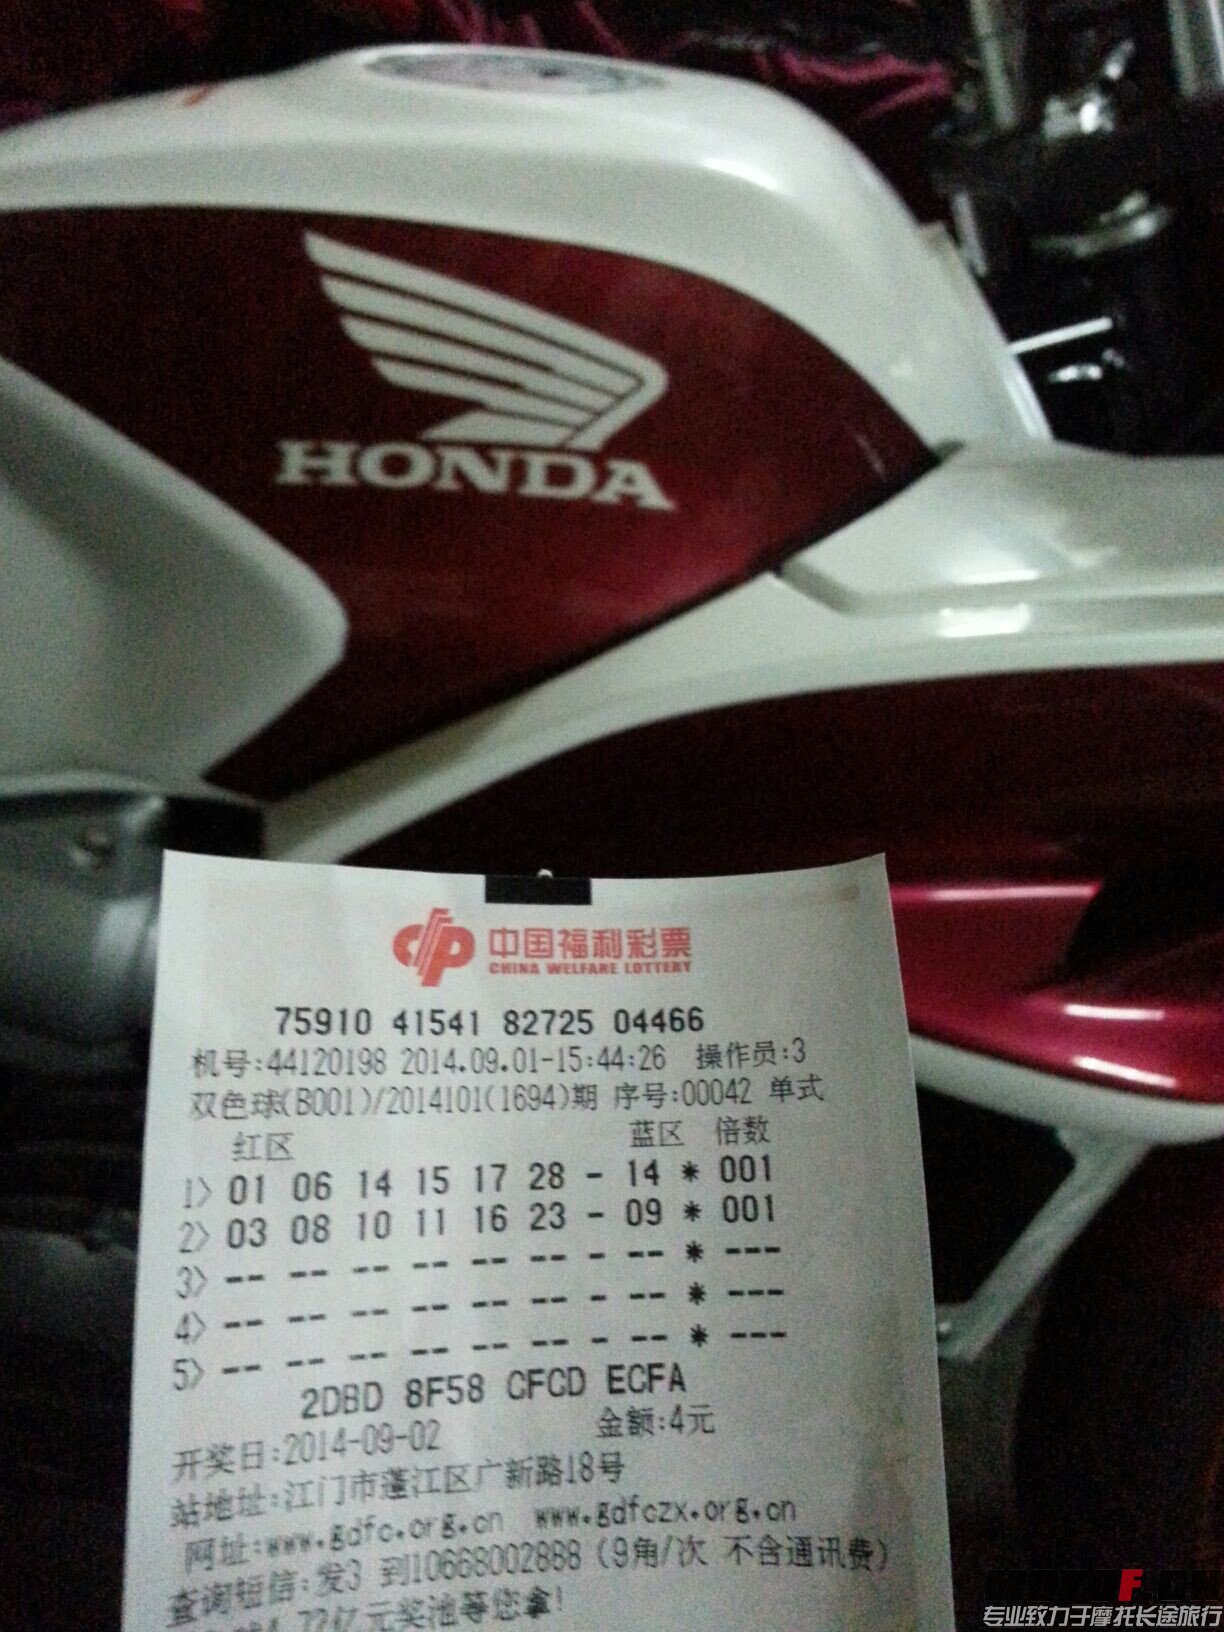 HONDA
中国福利彩票
CHINA WELFARE LOTTERY
75910 41541 82725 04466
机号:44120198 2014.09.01-15:44:26 操作员:3
双色球(B001)/2014101(1694)期 序号:00042 单式
红区 蓝区 倍数
1> 01 06 14 15 17 28 - 14 * 001
2> 03 08 10 11 16 23 - 09 * 001
3> -- -- -- -- -- -- - -- * ---
4> -- -- -- -- -- -- - -- * ---
5> -- -- -- -- -- -- - -- * ---
2DBD 8F58 CFCD ECFA
开奖日:2014-09-02 金额:4元
站地址:江门市蓬江区广新路18号
网址:www.gdfc.org.cn www.gdfczx.org.cn
查询短信:发3 到10668002888 (9角/次 不含通讯费)
亿元奖池等您拿!
专业致力于摩托长途旅行